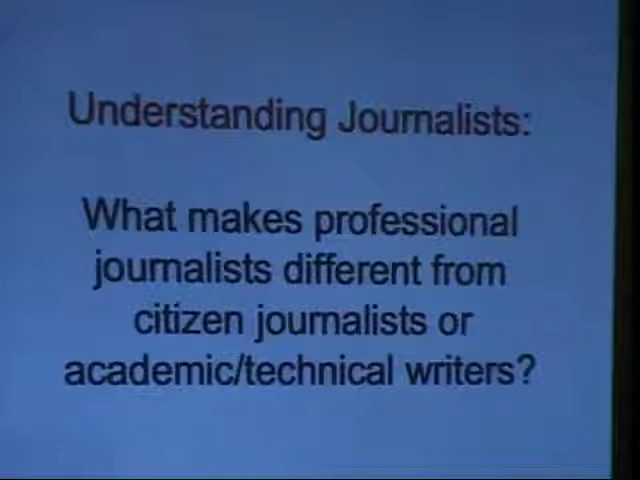 Understanding Journalists:
What makes professional
journalists different from
citizen journalists or
academic/technical writers?